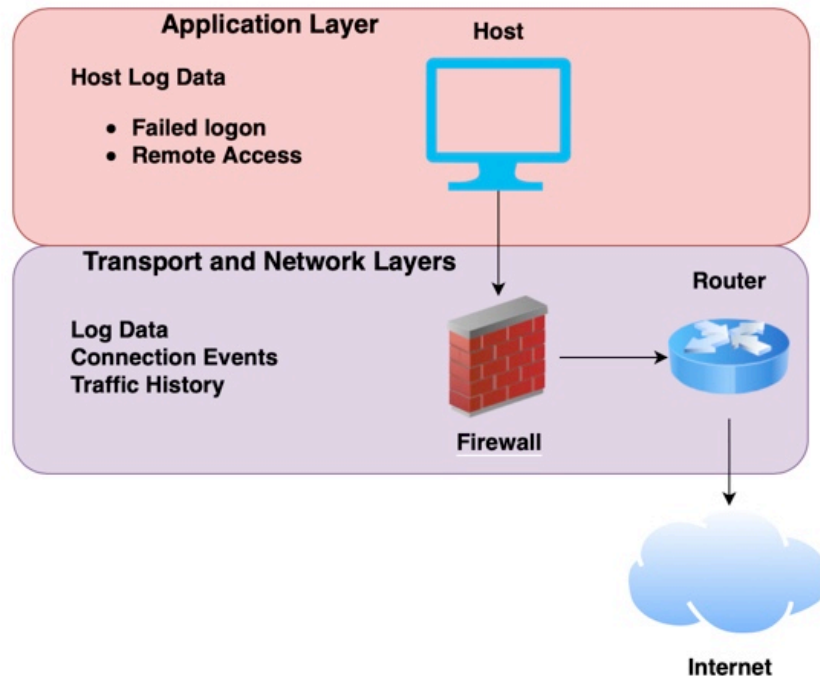 Application Layer
Host
Host Log Data
• Failed logon
• Remote Access
Transport and Network Layers
Router
Log Data
Connection Events
Traffic History
Firewall
Internet